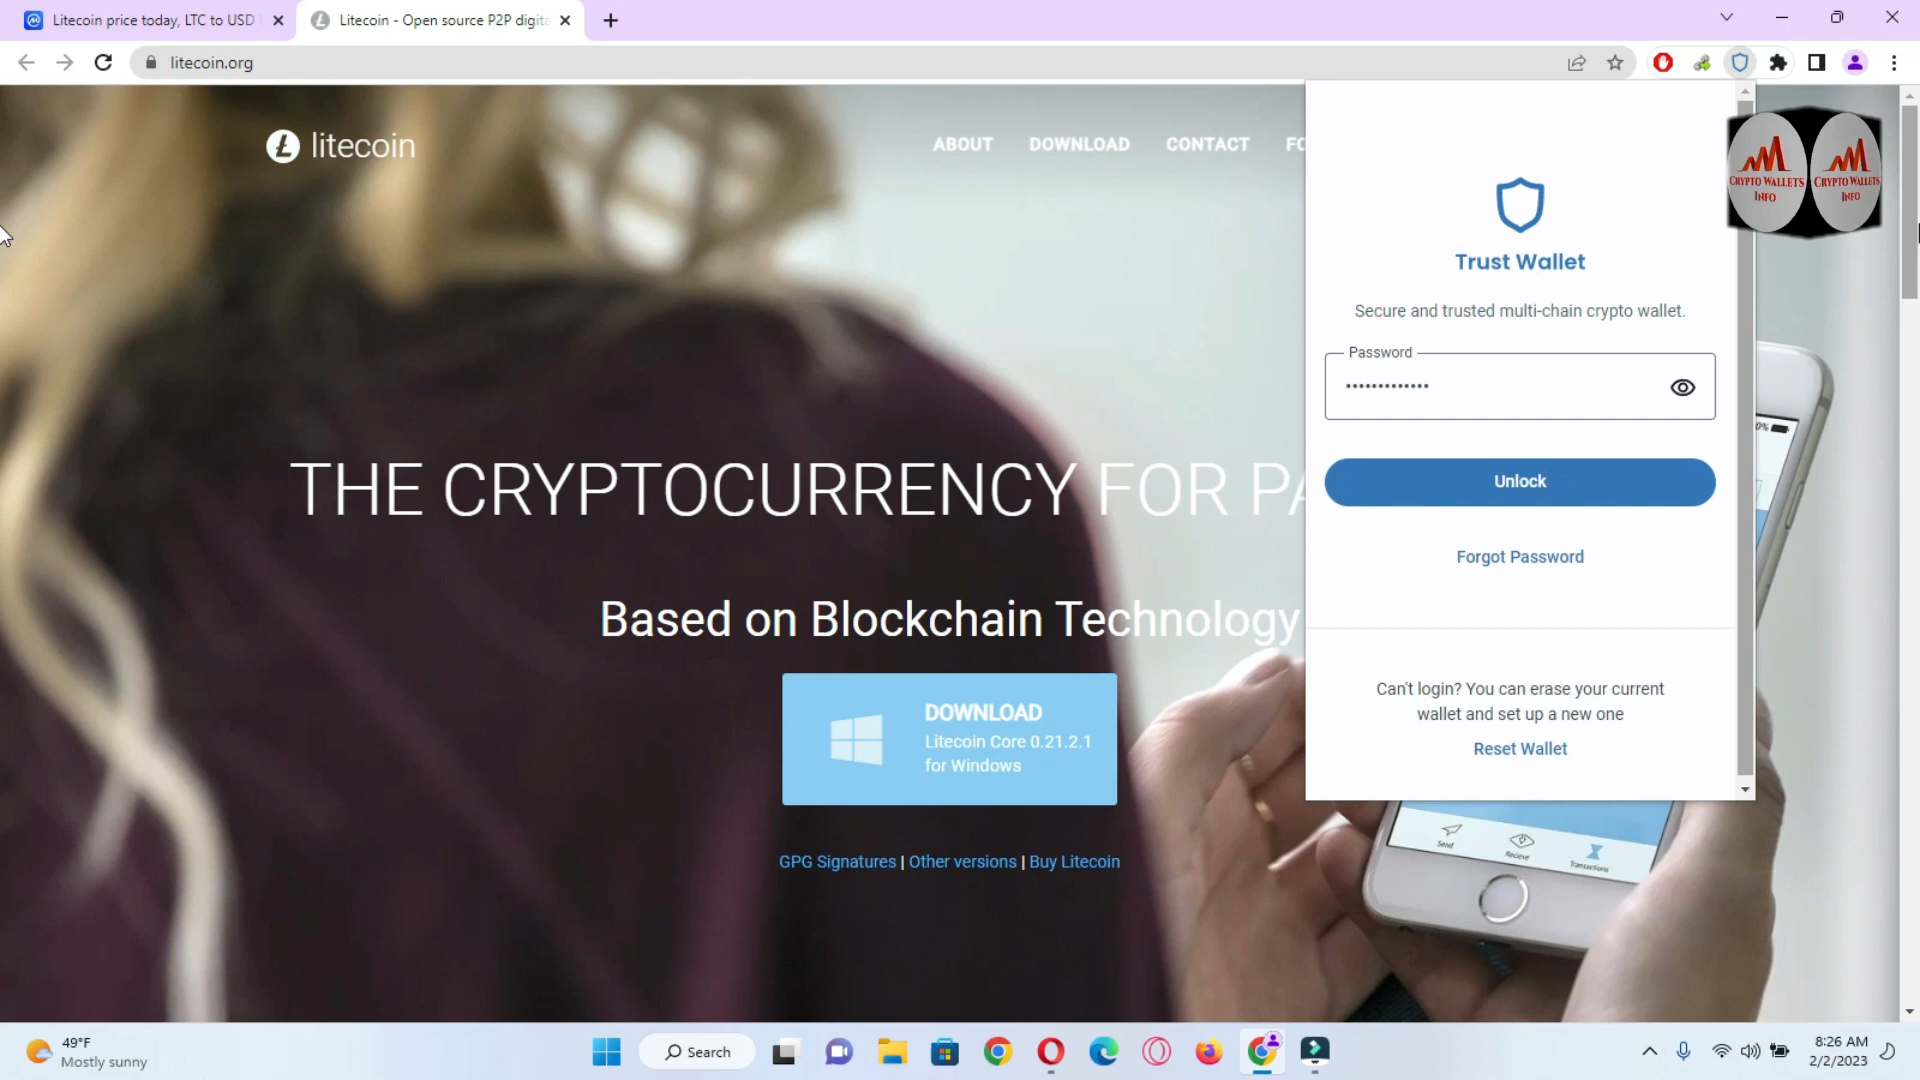 Litecoin price today, LTC to USD
Litecoin - Open source P2P digita
litecoin.org
litecoin
ABOUT
DOWNLOAD
CONTACT
CRYPTO WALLETS
INFO
CRYPTO WALLETS
INFO
Trust Wallet
Secure and trusted multi-chain crypto wallet.
Password
•••••••••••••
Unlock
Forgot Password
Can't login? You can erase your current
wallet and set up a new one
Reset Wallet
THE CRYPTOCURRENCY FOR PA
Based on Blockchain Technology
DOWNLOAD
Litecoin Core 0.21.2.1
for Windows
GPG Signatures | Other versions | Buy Litecoin
Send
Recieve
Transactions
49°F
Mostly sunny
Search
8:26 AM
2/2/2023